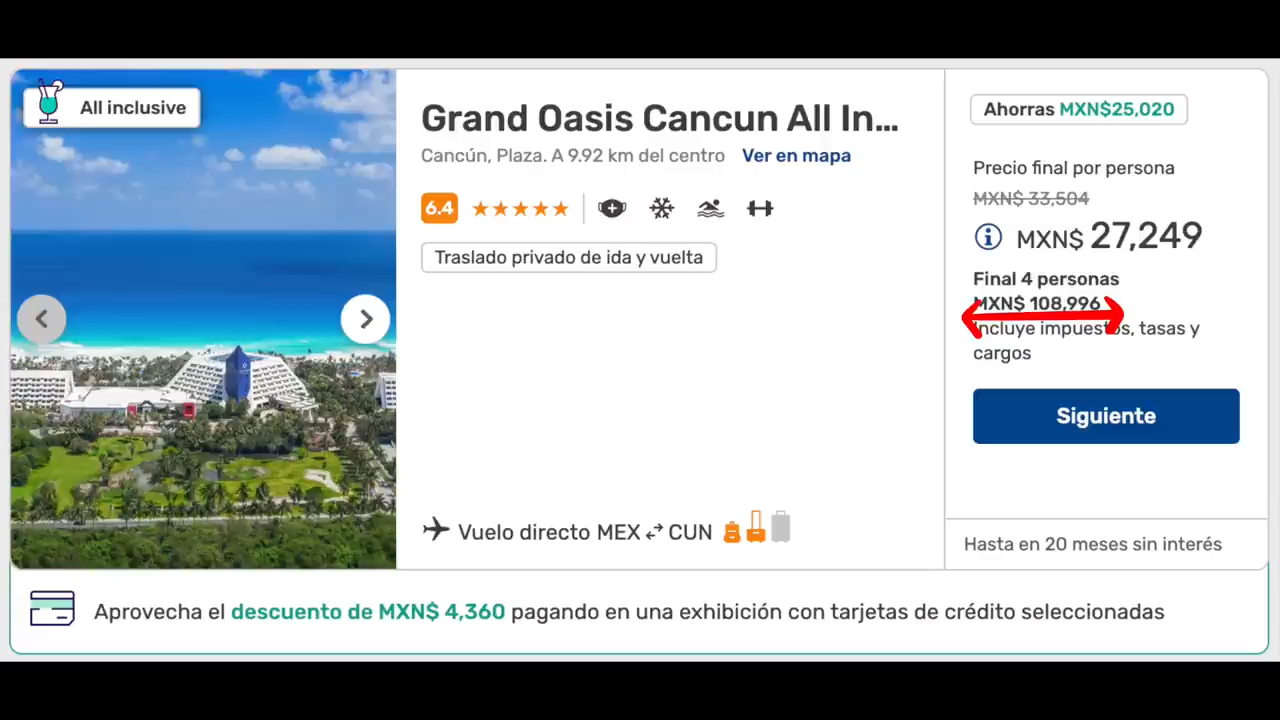 All inclusive
Grand Oasis Cancun All In...
Cancún, Plaza. A 9.92 km del centro Ver en mapa
6.4
Traslado privado de ida y vuelta
Vuelo directo MEX ⇄ CUN
Ahorras MXN$25,020
Precio final por persona
MXN$ 33,504
MXN$ 27,249
Final 4 personas
MXN$ 108,996
Incluye impuestos, tasas y
cargos
Siguiente
Hasta en 20 meses sin interés
Aprovecha el descuento de MXN$ 4,360 pagando en una exhibición con tarjetas de crédito seleccionadas